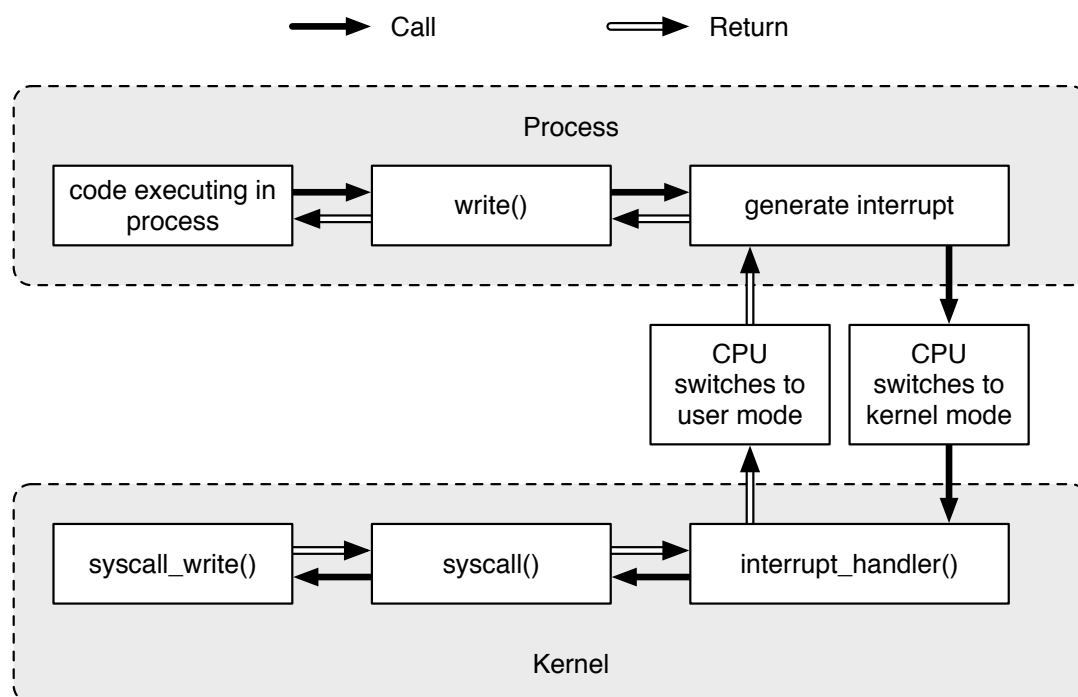 Call
Return
Process
code executing in
process
write()
generate interrupt
CPU
switches to
user mode
CPU
switches to
kernel mode
syscall_write()
syscall()
interrupt_handler()
Kernel